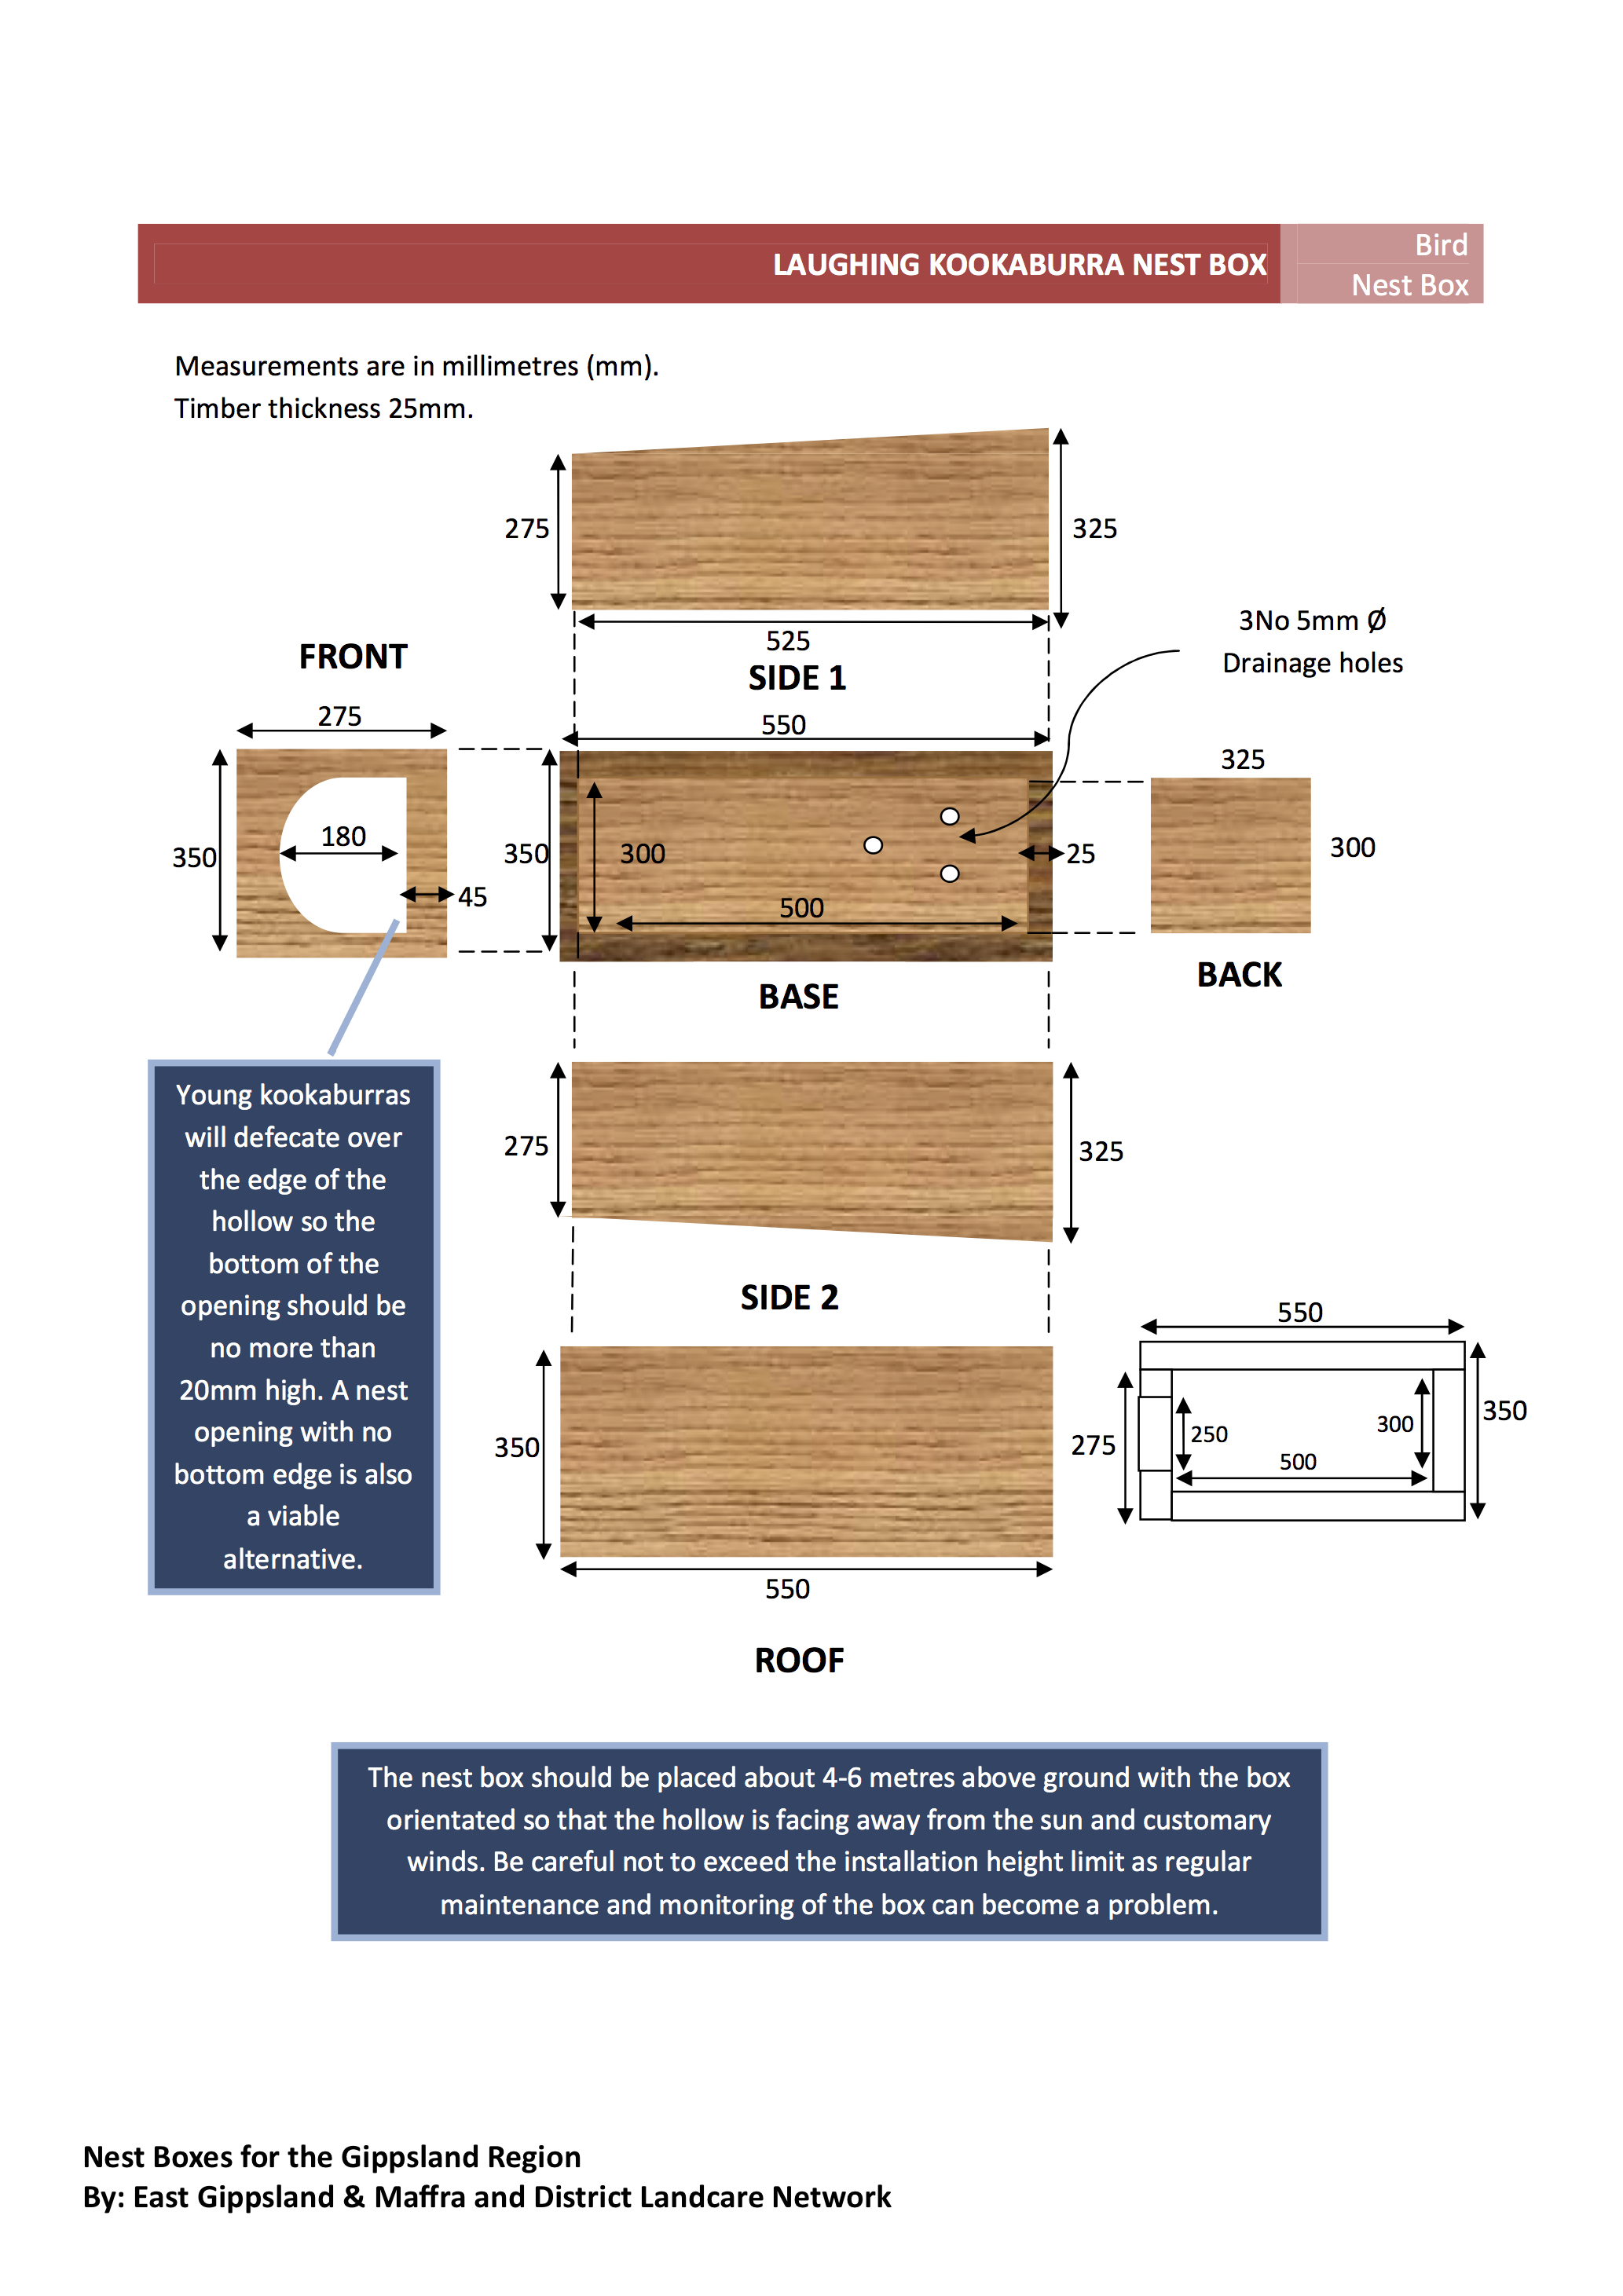 LAUGHING KOOKABURRA NEST BOX
Bird
Nest Box
Measurements are in millimetres (mm).
Timber thickness 25mm.
275
325
525
SIDE 1
3No 5mm Ø
Drainage holes
FRONT
275
350
180
45
550
350
300
500
25
BASE
325
300
BACK
Young kookaburras
will defecate over
the edge of the
hollow so the
bottom of the
opening should be
no more than
20mm high. A nest
opening with no
bottom edge is also
a viable
alternative.
275
325
SIDE 2
350
550
ROOF
550
275
250
300
500
350
The nest box should be placed about 4-6 metres above ground with the box
orientated so that the hollow is facing away from the sun and customary
winds. Be careful not to exceed the installation height limit as regular
maintenance and monitoring of the box can become a problem.
Nest Boxes for the Gippsland Region
By: East Gippsland & Maffra and District Landcare Network